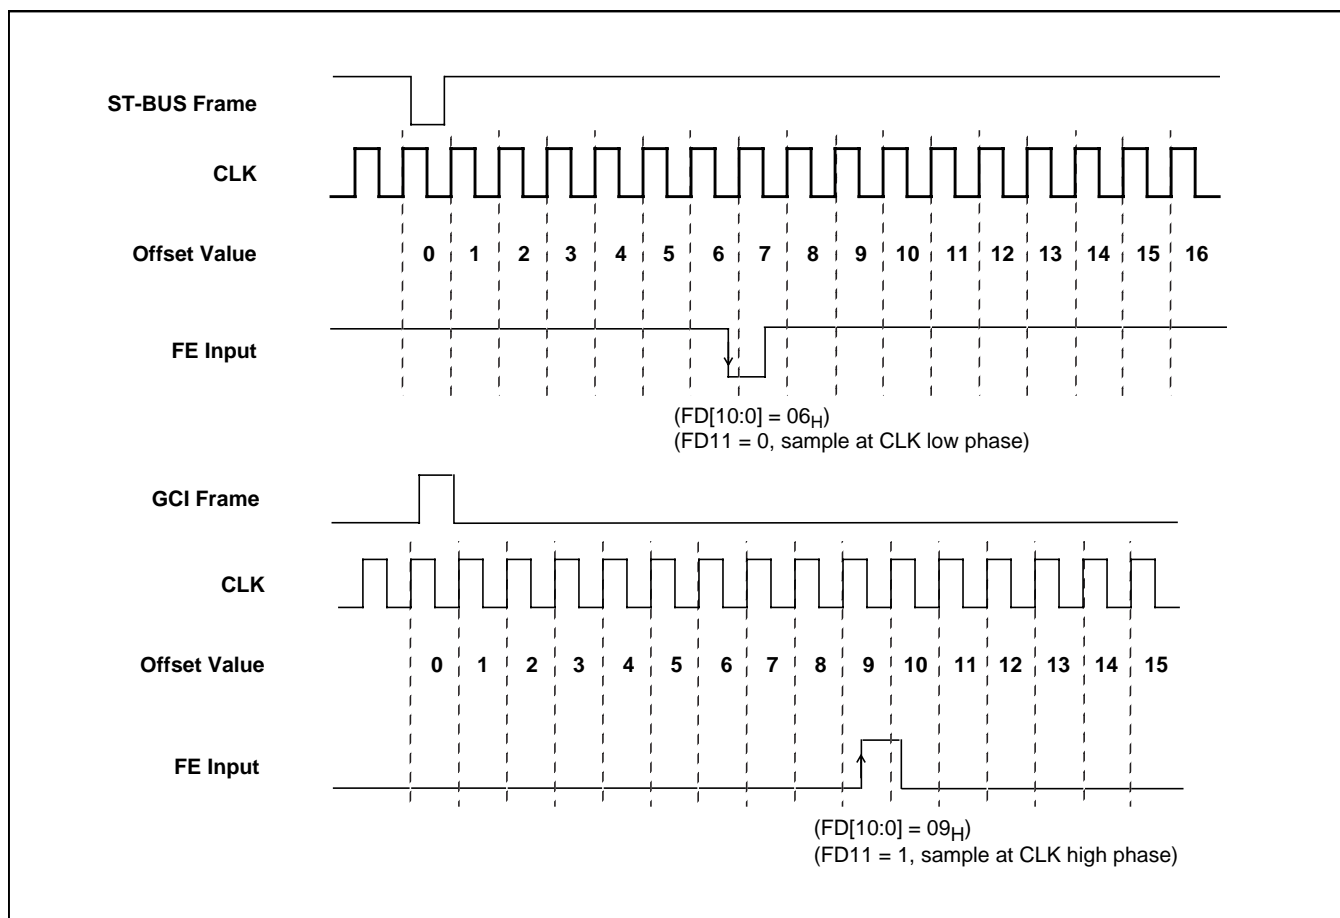 ST-BUS Frame
CLK
Offset Value 0 1 2 3 4 5 6 7 8 9 10 11 12 13 14 15 16
FE Input
(FD[10:0] = 06H)
(FD11 = 0, sample at CLK low phase)
GCI Frame
CLK
Offset Value 0 1 2 3 4 5 6 7 8 9 10 11 12 13 14 15
FE Input
(FD[10:0] = 09H)
(FD11 = 1, sample at CLK high phase)